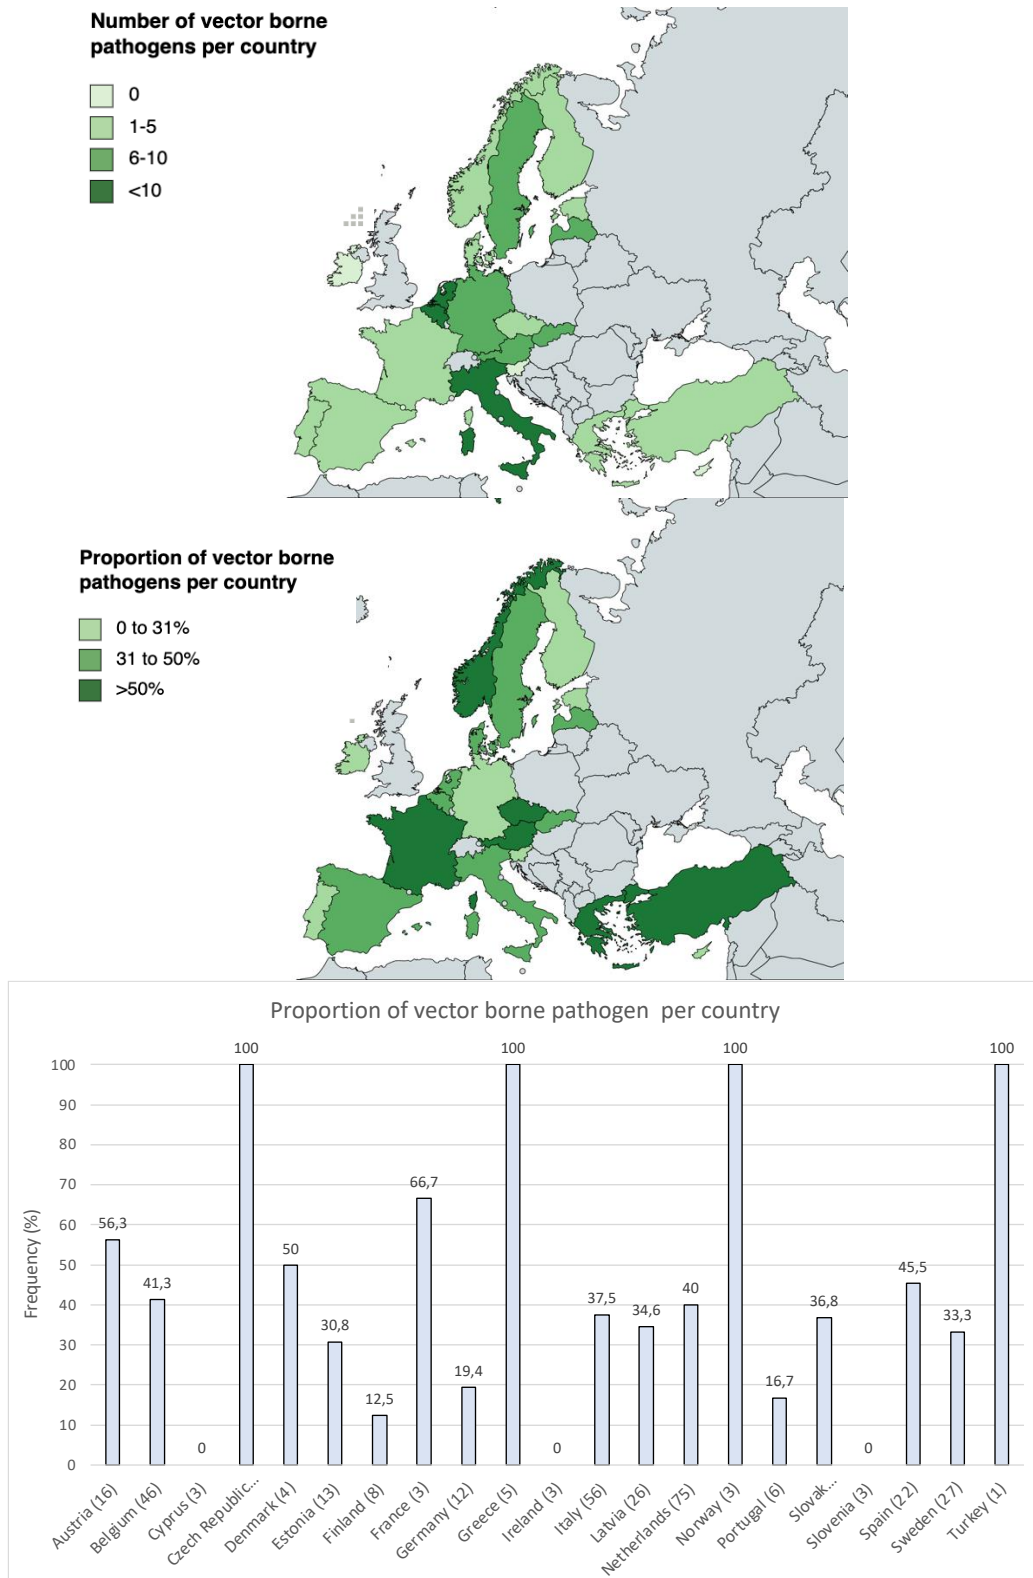 Number of vector borne
pathogens per country
0
1-5
6-10
<10
Proportion of vector borne
pathogens per country
0 to 31%
31 to 50%
>50%
Proportion of vector borne pathogen  per country
Frequency (%)
100
90
80
70
60
50
40
30
20
10
0
56,3
41,3
0
100
50
30,8
12,5
66,7
19,4
100
0
37,5
34,6
40
100
16,7
36,8
0
45,5
33,3
100
Austria (16)
Belgium (46)
Cyprus (3)
Czech Republic...
Denmark (4)
Estonia (13)
Finland (8)
France (3)
Germany (12)
Greece (5)
Ireland (3)
Italy (56)
Latvia (26)
Netherlands (75)
Norway (3)
Portugal (6)
Slovak...
Slovenia (3)
Spain (22)
Sweden (27)
Turkey (1)